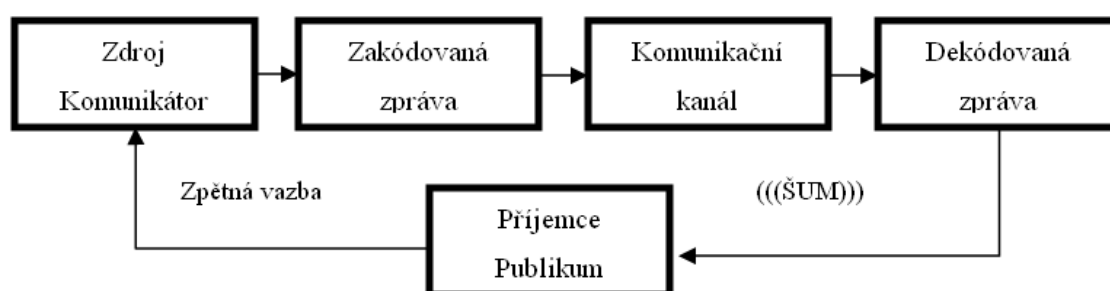 Zdroj
Komunikátor
Zakódovaná
zpráva
Komunikační
kanál
Dekódovaná
zpráva
Zpětná vazba
(((ŠUM)))
Příjemce
Publikum